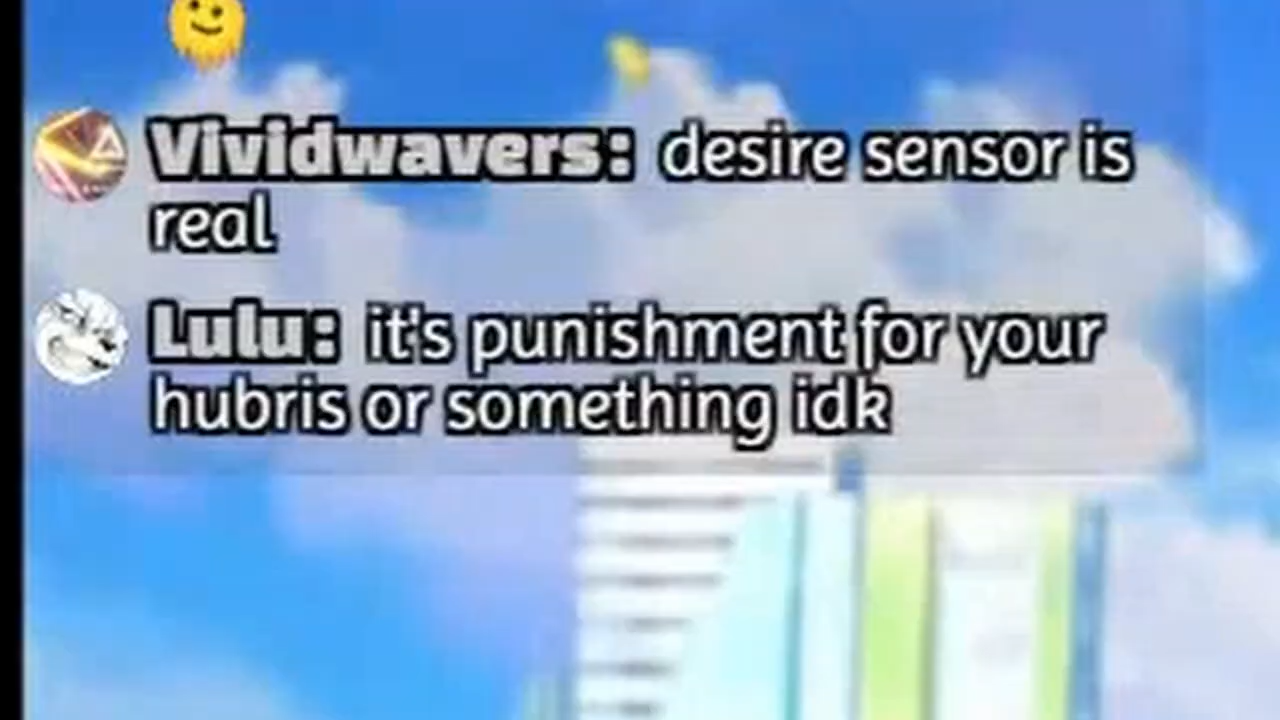 Vividwavers: desire sensor is
real
Lulu: it's punishment for your
hubris or something idk